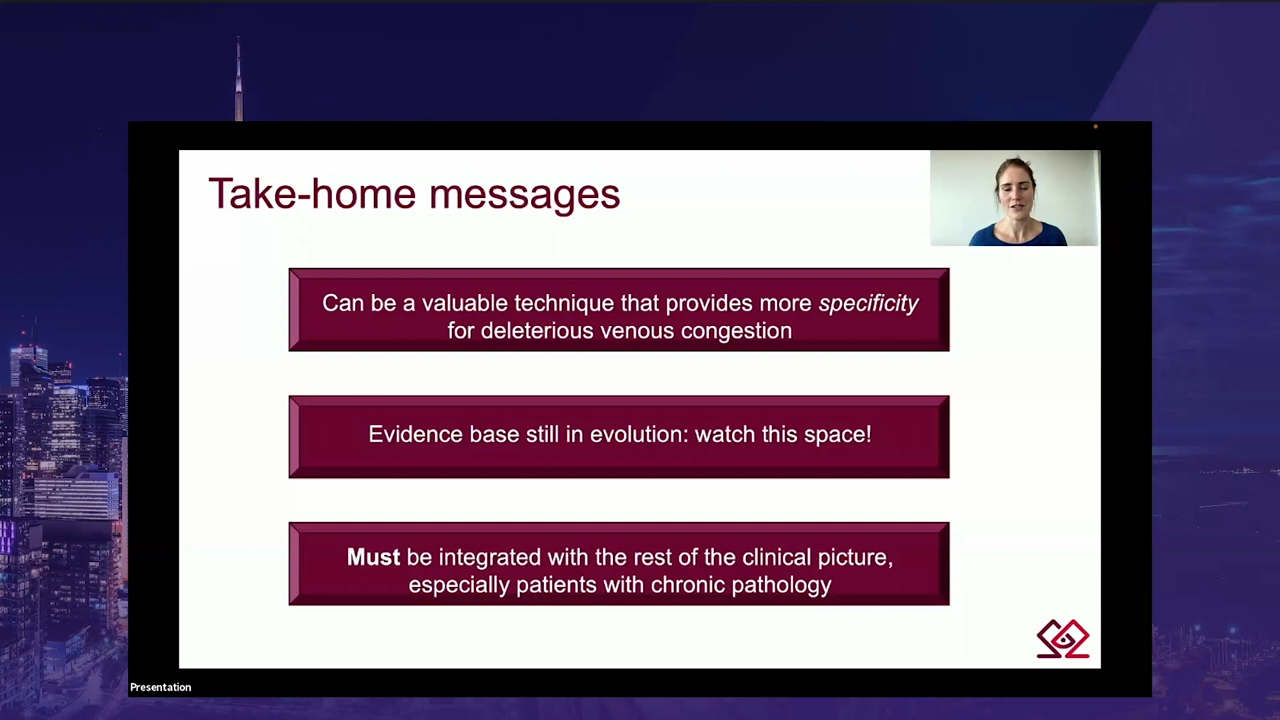 Take-home messages
Can be a valuable technique that provides more specificity
for deleterious venous congestion
Evidence base still in evolution: watch this space!
Must be integrated with the rest of the clinical picture,
especially patients with chronic pathology
Presentation